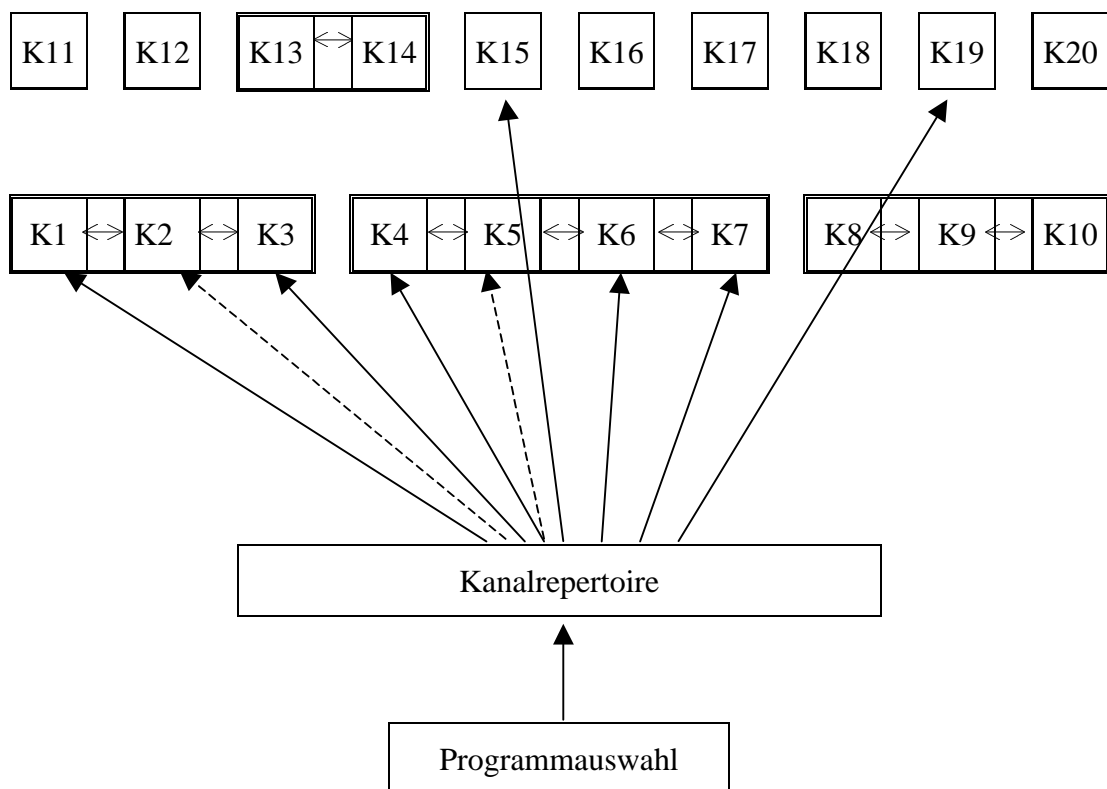 K11 K12 K13 K14 K15 K16 K17 K18 K19 K20
K1 K2 K3 K4 K5 K6 K7 K8 K9 K10
Kanalrepertoire
Programmauswahl